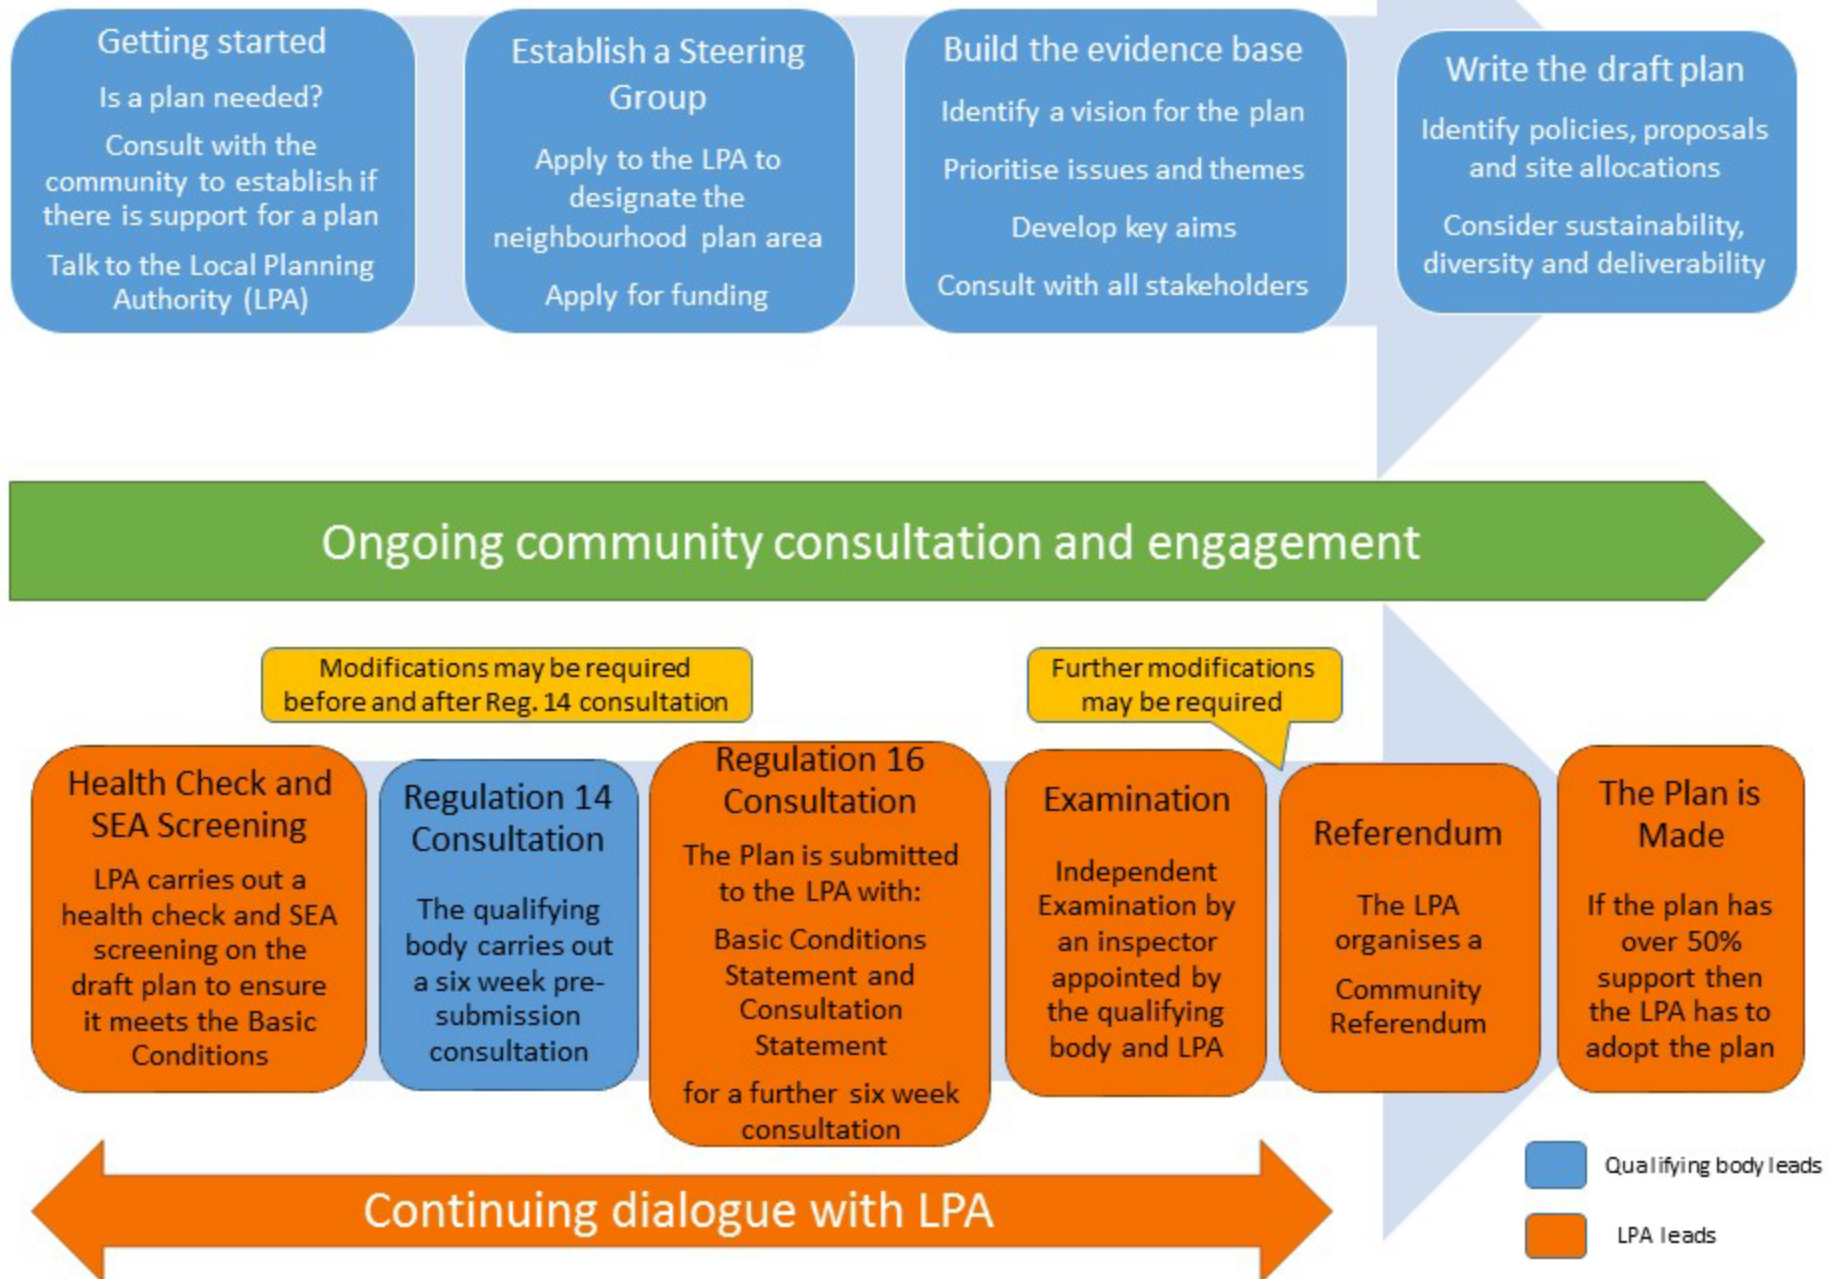 Getting started
Is a plan needed?
Consult with the
community to establish if
there is support for a plan
Talk to the Local Planning
Authority (LPA)
Establish a Steering
Group
Apply to the LPA to
designate the
neighbourhood plan area
Apply for funding
Build the evidence base
Identify a vision for the plan
Prioritise issues and themes
Develop key aims
Consult with all stakeholders
Write the draft plan
Identify policies, proposals
and site allocations
Consider sustainability,
diversity and deliverability
Ongoing community consultation and engagement
Modifications may be required
before and after Reg. 14 consultation
Further modifications
may be required
Health Check and
SEA Screening
LPA carries out a
health check and SEA
screening on the
draft plan to ensure
it meets the Basic
Conditions
Regulation 14
Consultation
The qualifying
body carries out
a six week pre-
submission
consultation
Regulation 16
Consultation
The Plan is submitted
to the LPA with:
Basic Conditions
Statement and
Consultation
Statement
for a further six week
consultation
Examination
Independent
Examination by
an inspector
appointed by
the qualifying
body and LPA
Referendum
The LPA
organises a
Community
Referendum
The Plan is
Made
If the plan has
over 50%
support then
the LPA has to
adopt the plan
Continuing dialogue with LPA
Qualifying body leads
LPA leads